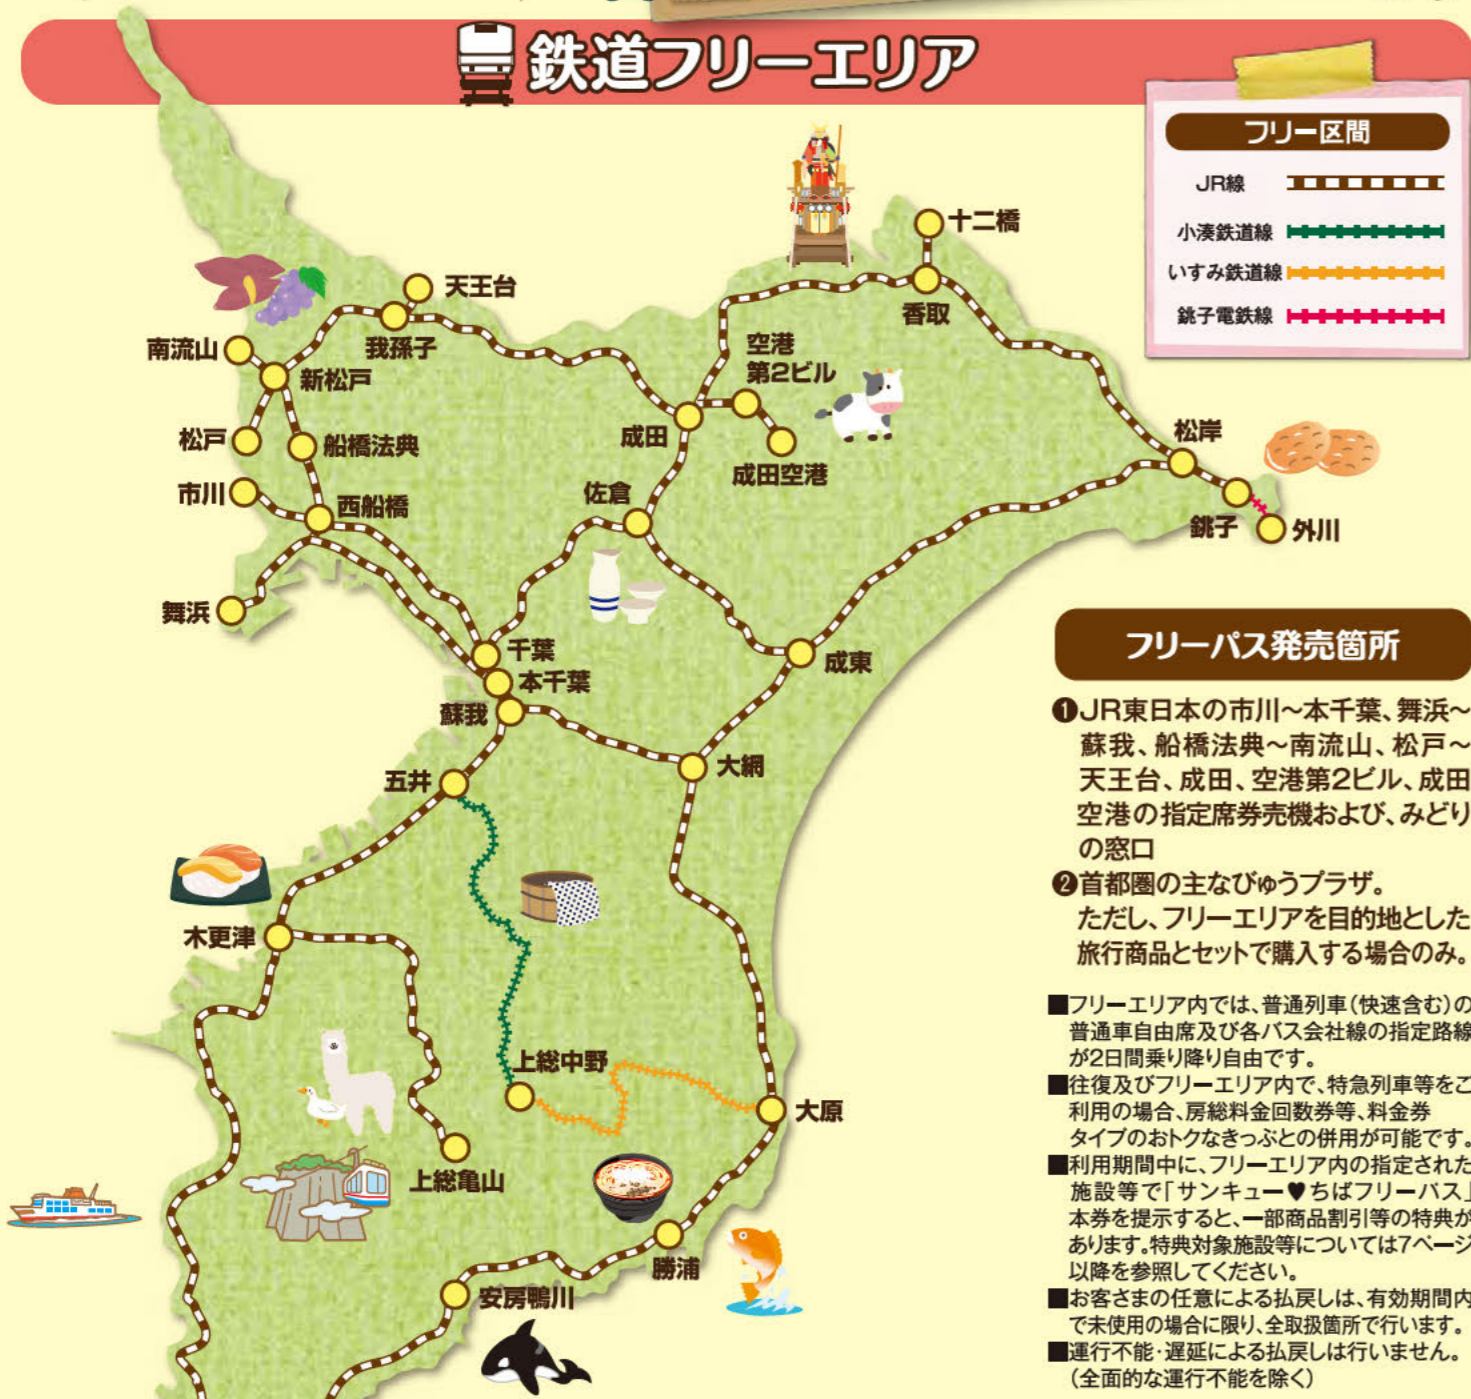 鉄道フリーエリア
フリー区間
JR線
小湊鉄道線
いすみ鉄道線
銚子電鉄線
十二橋
天王台
香取
南流山
我孫子
空港
第2ビル
新松戸
松戸
船橋法典
成田
松岸
成田空港
市川
西船橋
佐倉
銚子
外川
舞浜
千葉
成東
本千葉
蘇我
大網
五井
木更津
上総中野
大原
上総亀山
勝浦
安房鴨川
フリーパス発売箇所
❶JR東日本の市川～本千葉、舞浜～
蘇我、船橋法典～南流山、松戸～
天王台、成田、空港第2ビル、成田
空港の指定席券売機および、みどり
の窓口
❷首都圏の主なびゅうプラザ。
ただし、フリーエリアを目的地とした
旅行商品とセットで購入する場合のみ。
■フリーエリア内では、普通列車(快速含む)の
普通車自由席及び各バス会社線の指定路線
が2日間乗り降り自由です。
■往復及びフリーエリア内で、特急列車等をご
利用の場合、房総料金回数券等、料金券
タイプのおトクなきっぷとの併用が可能です。
■利用期間中に、フリーエリア内の指定された
施設等で「サンキュー♥ちばフリーパス」
本券を提示すると、一部商品割引等の特典が
あります。特典対象施設等については7ページ
以降を参照してください。
■お客さまの任意による払戻しは、有効期間内
で未使用の場合に限り、全取扱箇所で行います。
■運行不能・遅延による払戻しは行いません。
(全面的な運行不能を除く)